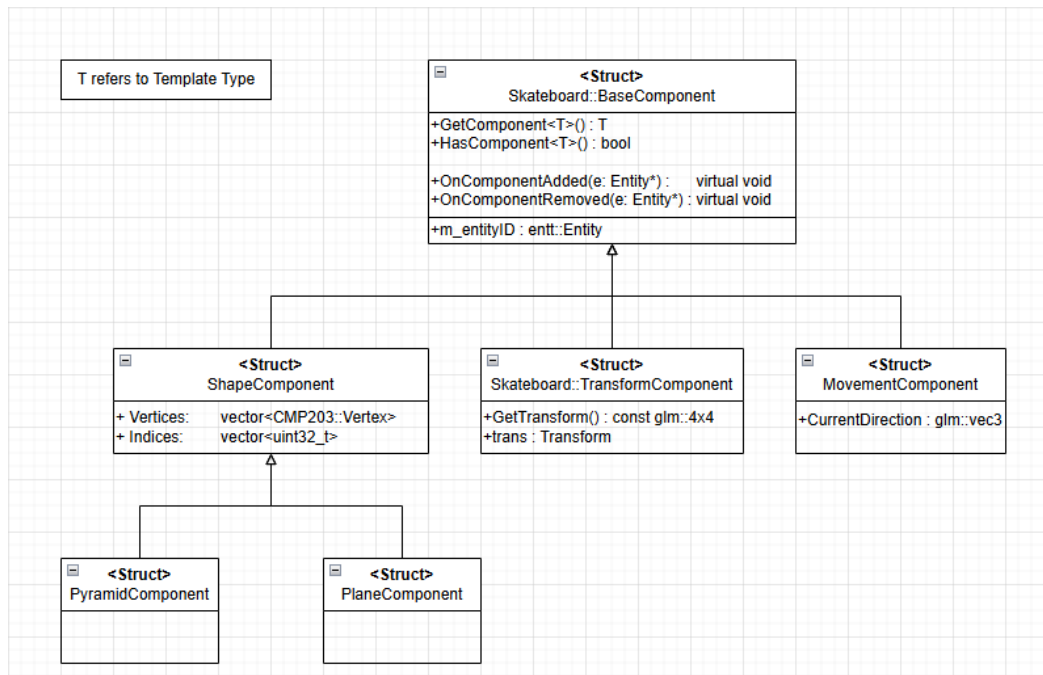 T refers to Template Type
<Struct>
Skateboard::BaseComponent
+GetComponent<T>() : T
+HasComponent<T>() : bool
+OnComponentAdded(e: Entity*) : virtual void
+OnComponentRemoved(e: Entity*) : virtual void
+m_entityID : entt::Entity
<Struct>
ShapeComponent
+ Vertices: vector<CMP203::Vertex>
+ Indices: vector<uint32_t>
<Struct>
Skateboard::TransformComponent
+GetTransform() : const glm::4x4
+trans : Transform
<Struct>
MovementComponent
+CurrentDirection : glm::vec3
<Struct>
PyramidComponent
<Struct>
PlaneComponent